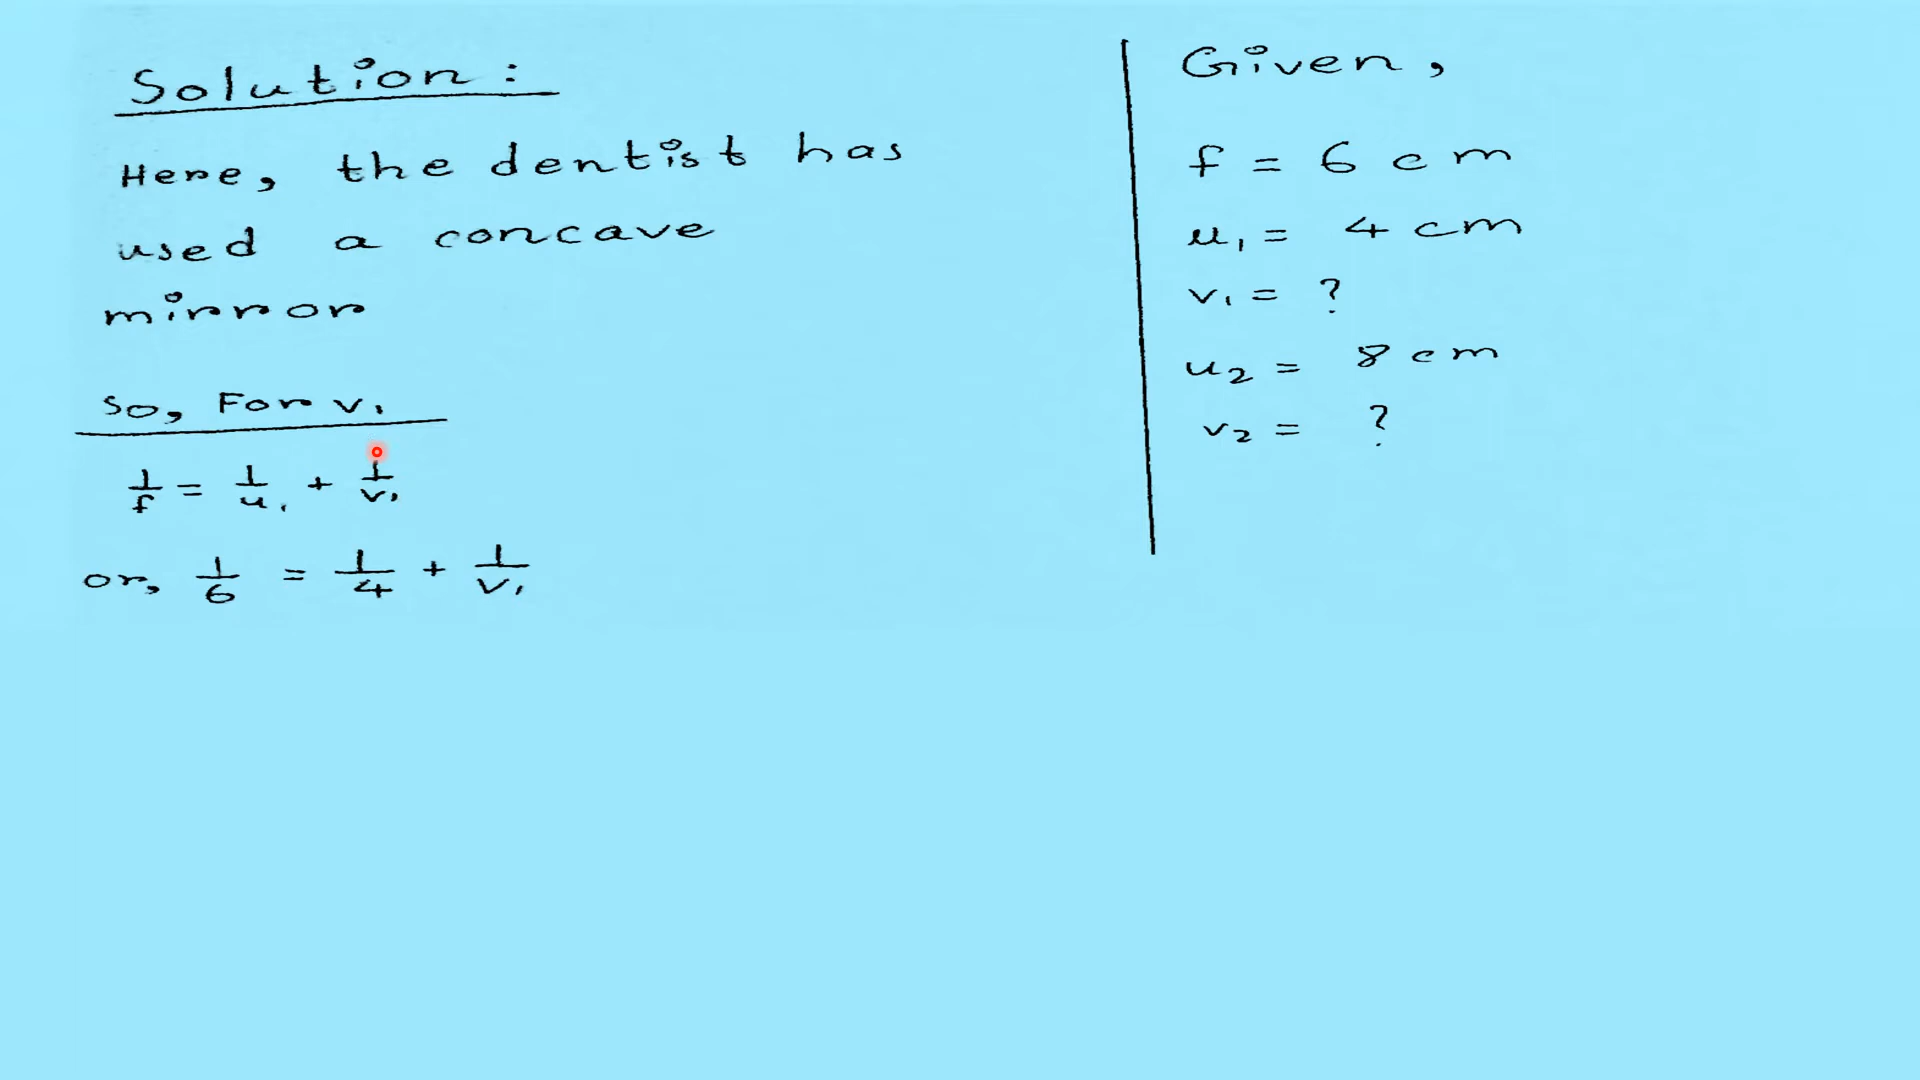 Solution :
Here, the dentist has
used a concave
mirror
So, For v₁
1/f = 1/u₁ + 1/v₁
or, 1/6 = 1/4 + 1/v₁
Given,
f = 6 cm
u₁ = 4 cm
v₁ = ?
u₂ = 8 cm
v₂ = ?